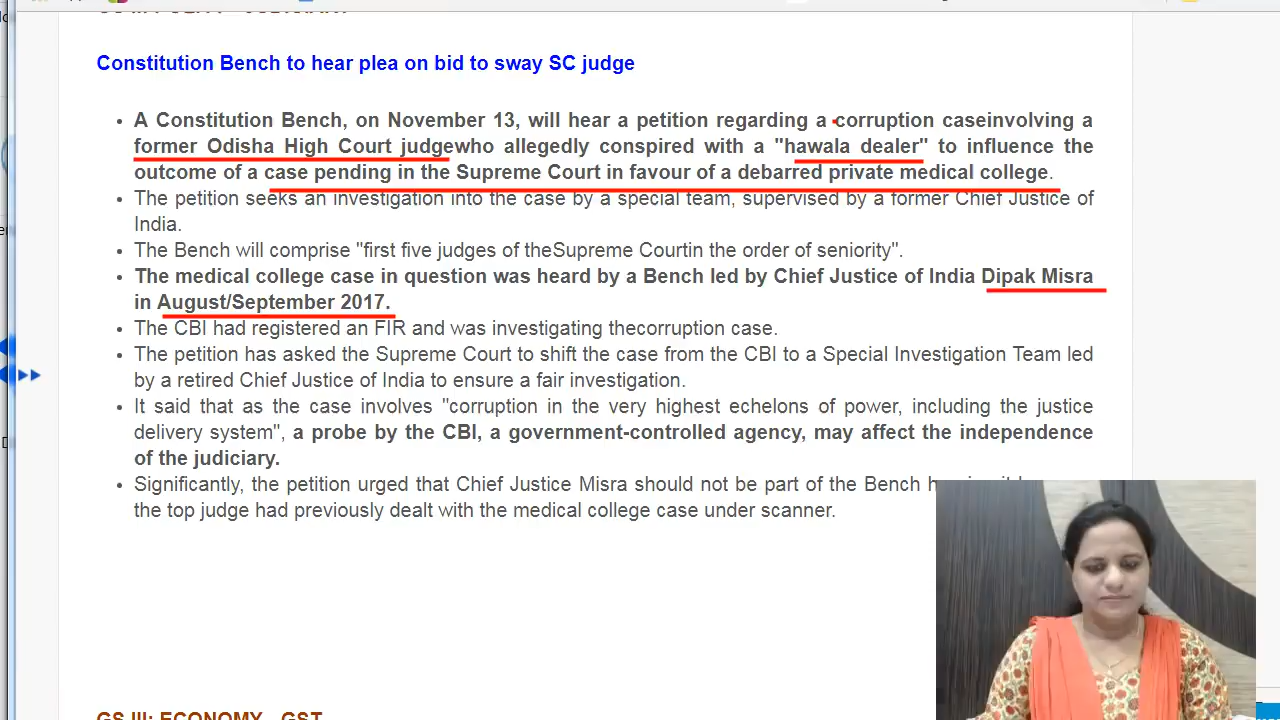 Constitution Bench to hear plea on bid to sway SC judge
A Constitution Bench, on November 13, will hear a petition regarding a corruption caseinvolving a
former Odisha High Court judgewho allegedly conspired with a "hawala dealer" to influence the
outcome of a case pending in the Supreme Court in favour of a debarred private medical college.
The petition seeks an investigation into the case by a special team, supervised by a former Chief Justice of
India.
The Bench will comprise "first five judges of theSupreme Courtin the order of seniority".
The medical college case in question was heard by a Bench led by Chief Justice of India Dipak Misra
in August/September 2017.
The CBI had registered an FIR and was investigating thecorruption case.
The petition has asked the Supreme Court to shift the case from the CBI to a Special Investigation Team led
by a retired Chief Justice of India to ensure a fair investigation.
It said that as the case involves "corruption in the very highest echelons of power, including the justice
delivery system", a probe by the CBI, a government-controlled agency, may affect the independence
of the judiciary.
Significantly, the petition urged that Chief Justice Misra should not be part of the Bench
the top judge had previously dealt with the medical college case under scanner.
GS III: ECONOMY - GST